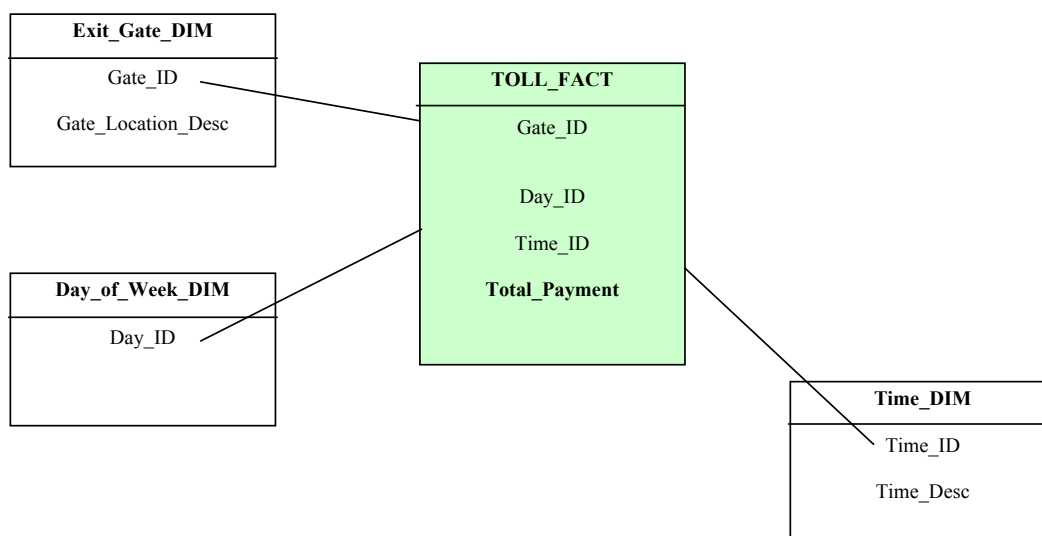 Exit_Gate_DIM
Gate_ID
Gate_Location_Desc
TOLL_FACT
Gate_ID
Day_ID
Time_ID
Total_Payment
Day_of_Week_DIM
Day_ID
Time_DIM
Time_ID
Time_Desc